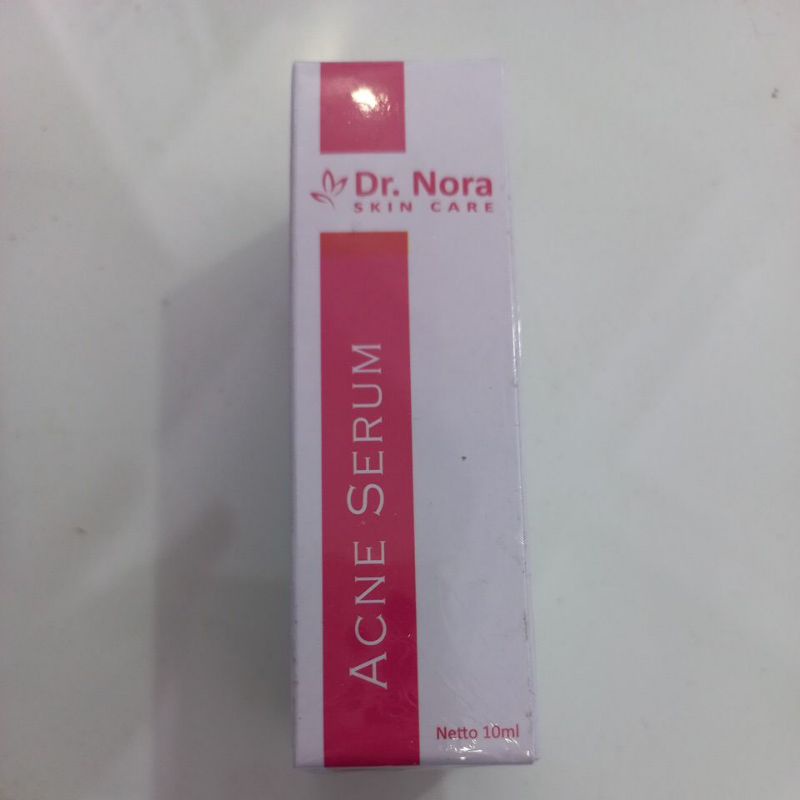 Dr. Nora
SKIN CARE
ACNE SERUM
Netto 10ml